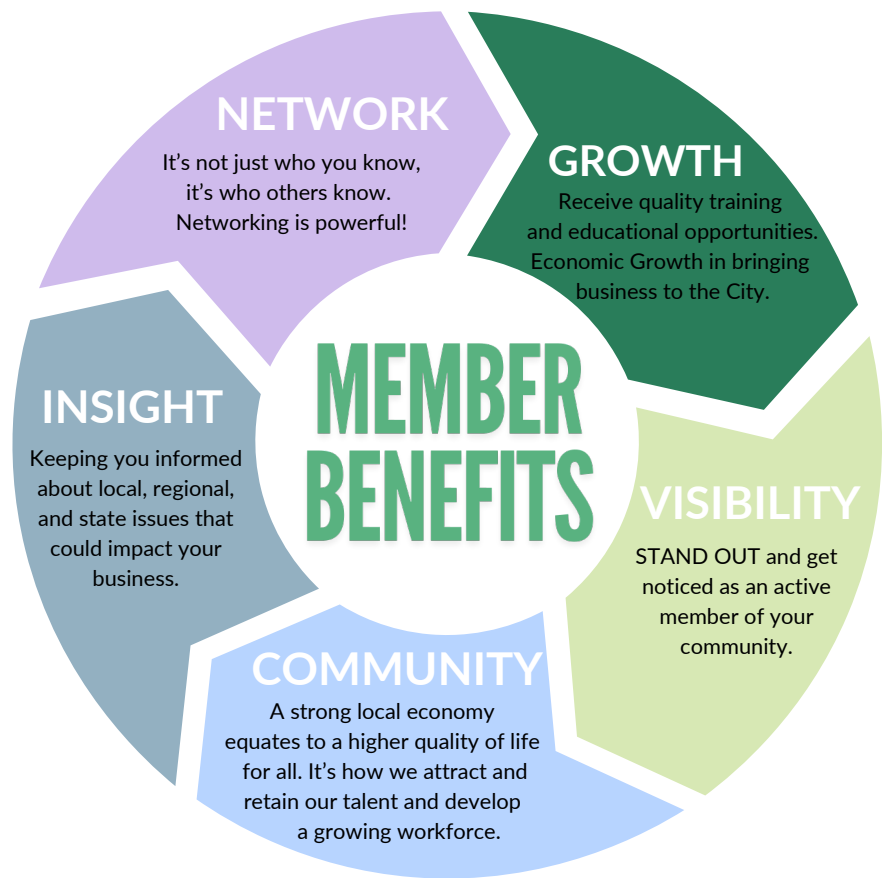 NETWORK
It's not just who you know,
it's who others know.
Networking is powerful!
GROWTH
Receive quality training
and educational opportunities.
Economic Growth in bringing
business to the City.
VISIBILITY
STAND OUT and get
noticed as an active
member of your
community.
COMMUNITY
A strong local economy
equates to a higher quality of life
for all. It's how we attract and
retain our talent and develop
a growing workforce.
INSIGHT
Keeping you informed
about local, regional,
and state issues that
could impact your
business.
MEMBER
BENEFITS